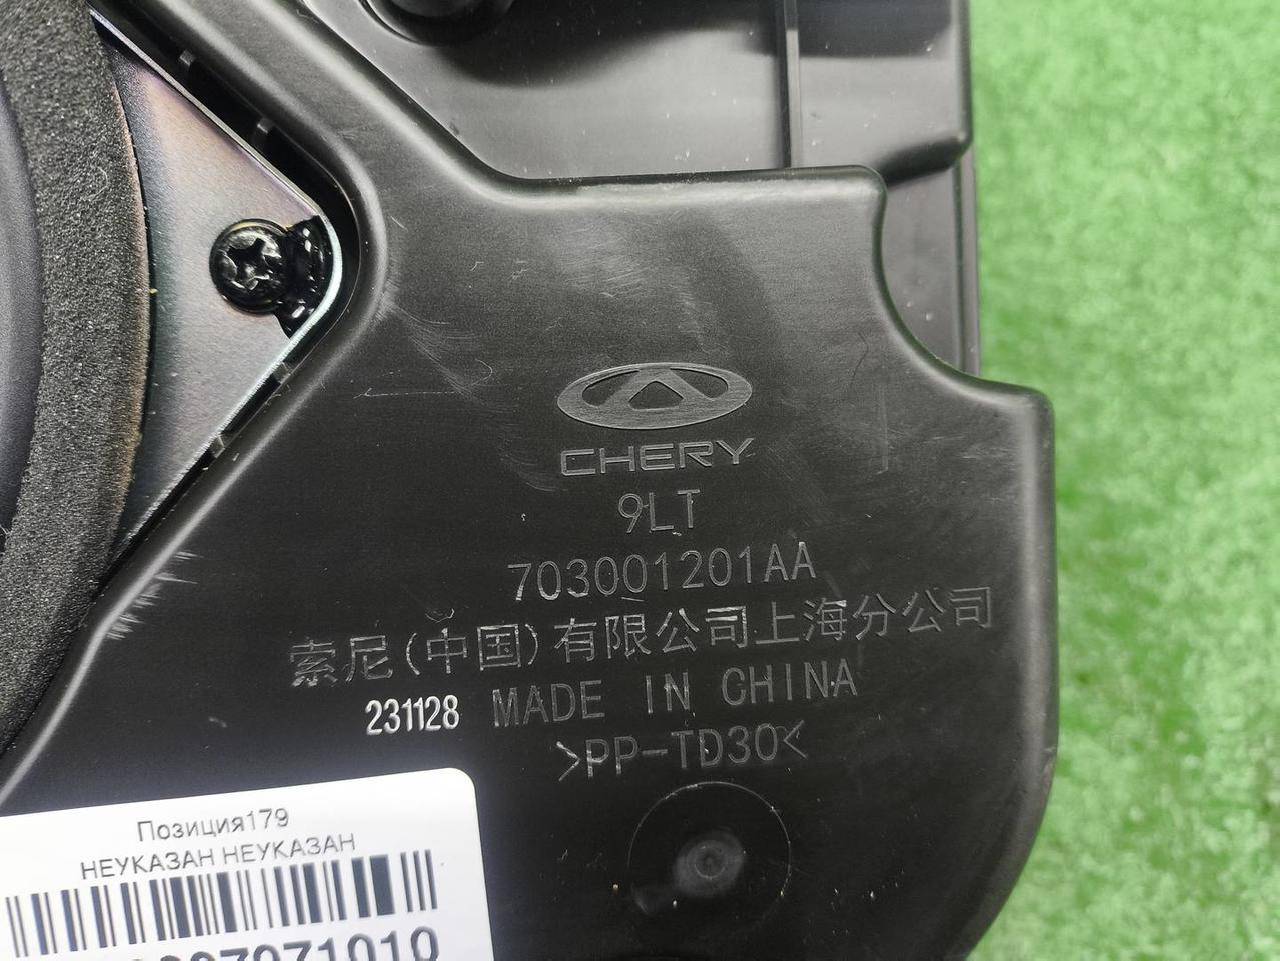 CHERY
9LT
703001201AA
索尼(中国)有限公司上海分公司
231128 MADE IN CHINA
>PP-TD30<
Позиция179
НЕУКАЗАН НЕУКАЗАН